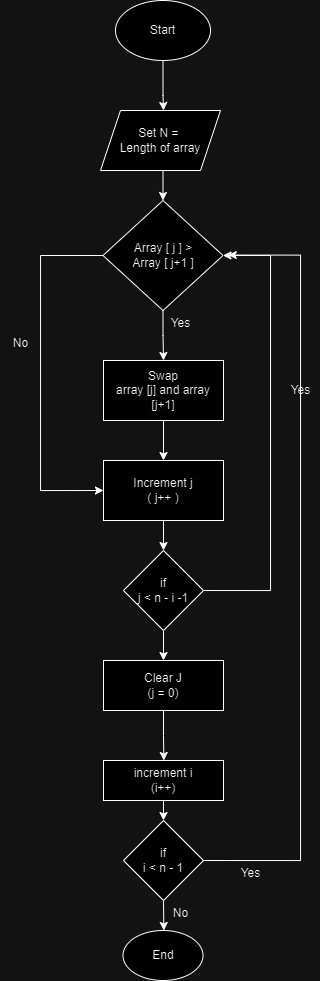 Start
Set N =
Length of array
Array [ j ] >
Array [ j+1 ]
Yes
No
Swap
array [j] and array
[j+1]
Yes
Increment j
( j++ )
if
j < n - i -1
Clear J
(j = 0)
increment i
(i++)
if
i < n - 1
Yes
No
End